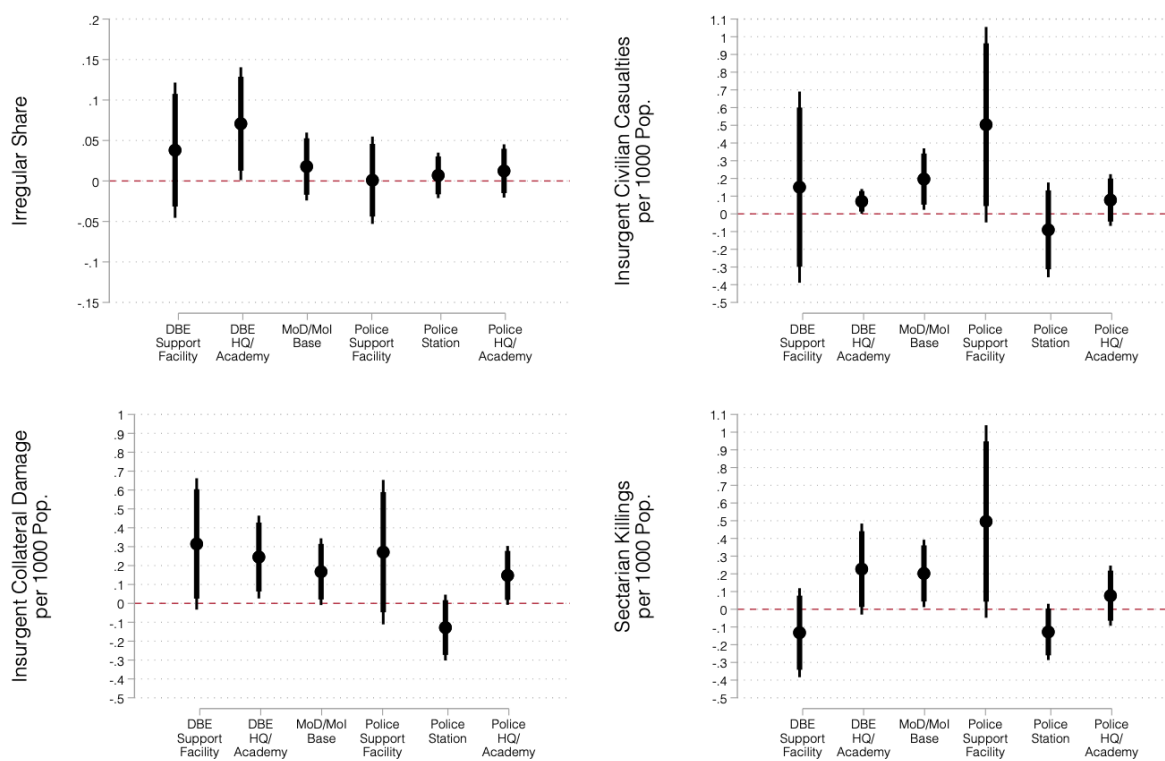 Irregular Share
.2
.15
.1
.05
0
-.05
-.1
-.15
DBE
Support
Facility
DBE
HQ/
Academy
MoD/MoI
Base
Police
Support
Facility
Police
Station
Police
HQ/
Academy
Insurgent Civilian Casualties
per 1000 Pop.
1.1
1
.9
.8
.7
.6
.5
.4
.3
.2
.1
0
-.1
-.2
-.3
-.4
-.5
DBE
Support
Facility
DBE
HQ/
Academy
MoD/MoI
Base
Police
Support
Facility
Police
Station
Police
HQ/
Academy
Insurgent Collateral Damage
per 1000 Pop.
1
.9
.8
.7
.6
.5
.4
.3
.2
.1
0
-.1
-.2
-.3
-.4
-.5
DBE
Support
Facility
DBE
HQ/
Academy
MoD/MoI
Base
Police
Support
Facility
Police
Station
Police
HQ/
Academy
Sectarian Killings
per 1000 Pop.
1.1
1
.9
.8
.7
.6
.5
.4
.3
.2
.1
0
-.1
-.2
-.3
-.4
-.5
DBE
Support
Facility
DBE
HQ/
Academy
MoD/MoI
Base
Police
Support
Facility
Police
Station
Police
HQ/
Academy